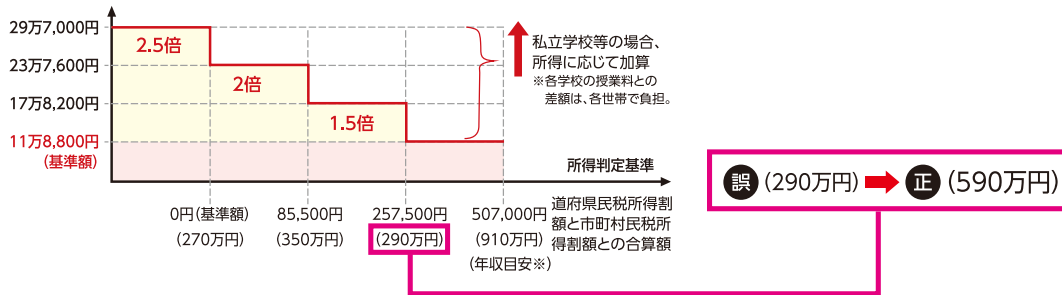 29万7,000円
23万7,600円
17万8,200円
11万8,800円
(基準額)
2.5倍
2倍
1.5倍
私立学校等の場合、
所得に応じて加算
※各学校の授業料との
差額は、各世帯で負担。
所得判定基準
0円(基準額)
(270万円)
85,500円
(350万円)
257,500円
(290万円)
507,000円
(910万円)
(年収目安※)
道府県民税所得割
額と市町村民税所
得割額との合算額
誤 (290万円) 正 (590万円)